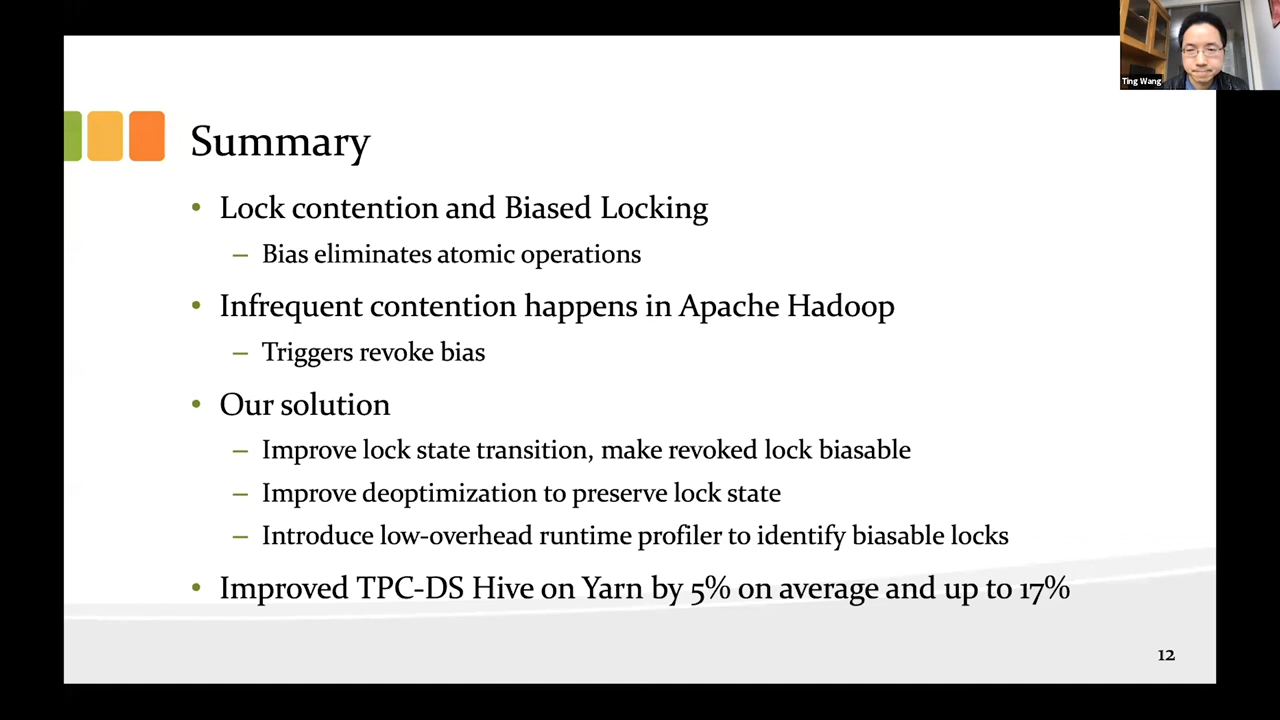 Ting Wang
Summary
• Lock contention and Biased Locking
– Bias eliminates atomic operations
• Infrequent contention happens in Apache Hadoop
– Triggers revoke bias
• Our solution
– Improve lock state transition, make revoked lock biasable
– Improve deoptimization to preserve lock state
– Introduce low-overhead runtime profiler to identify biasable locks
• Improved TPC-DS Hive on Yarn by 5% on average and up to 17%
12